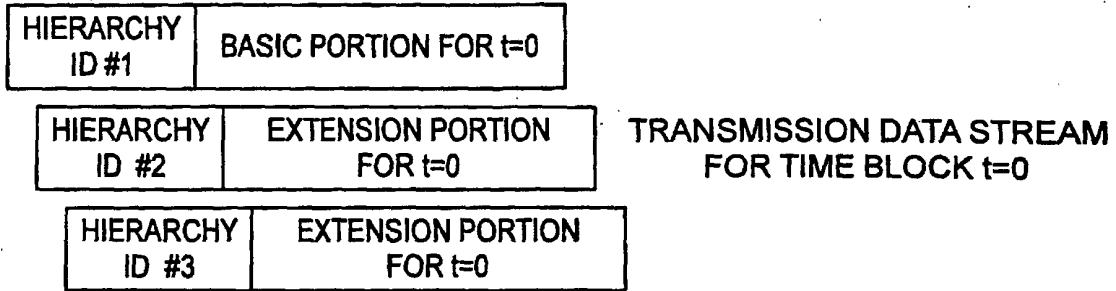 HIERARCHY
ID #1
BASIC PORTION FOR t=0
HIERARCHY
ID #2
EXTENSION PORTION
FOR t=0
TRANSMISSION DATA STREAM
FOR TIME BLOCK t=0
HIERARCHY
ID #3
EXTENSION PORTION
FOR t=0